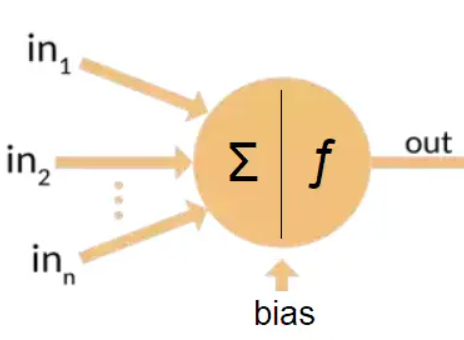 in₁
in₂
inₙ
Σ
f
out
bias